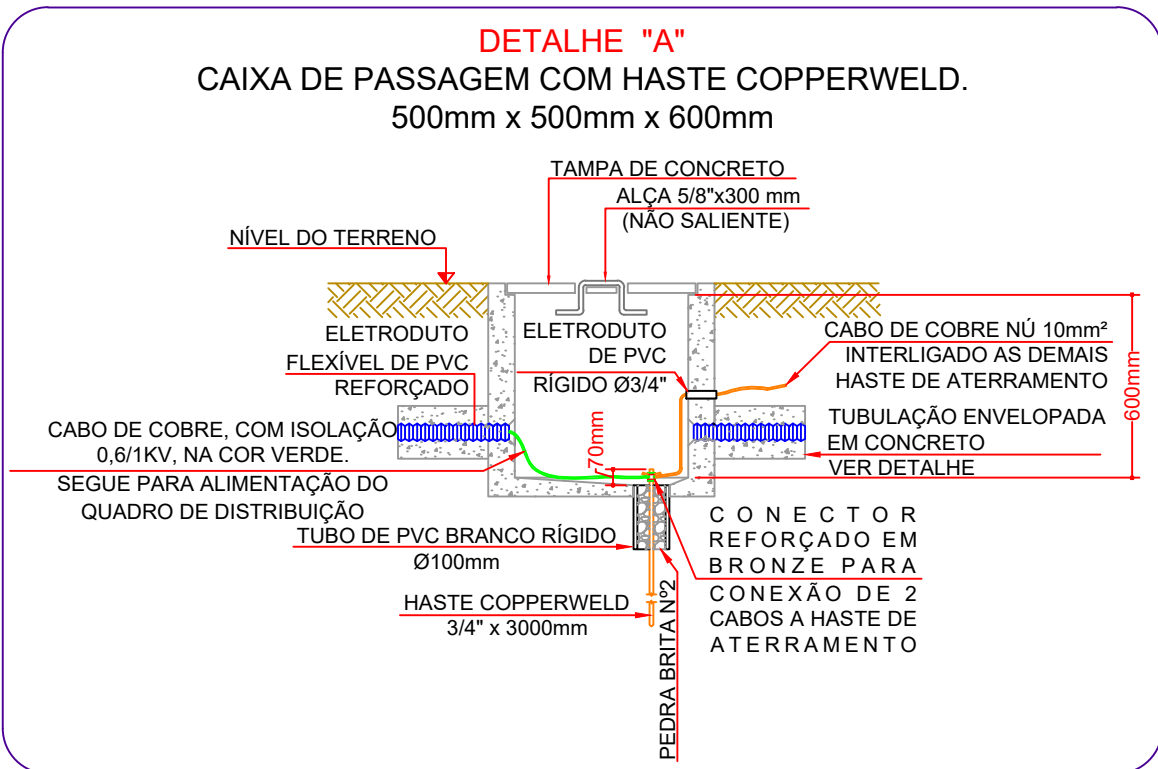 DETALHE "A"
CAIXA DE PASSAGEM COM HASTE COPPERWELD.
500mm x 500mm x 600mm
TAMPA DE CONCRETO
ALÇA 5/8"x300 mm
(NÃO SALIENTE)
NÍVEL DO TERRENO
ELETRODUTO
FLEXÍVEL DE PVC
REFORÇADO
ELETRODUTO
DE PVC
RÍGIDO Ø3/4"
CABO DE COBRE NÚ 10mm²
INTERLIGADO AS DEMAIS
HASTE DE ATERRAMENTO
600mm
TUBULAÇÃO ENVELOPADA
EM CONCRETO
VER DETALHE
CABO DE COBRE, COM ISOLAÇÃO
0,6/1KV, NA COR VERDE.
SEGUE PARA ALIMENTAÇÃO DO
QUADRO DE DISTRIBUIÇÃO
70mm
TUBO DE PVC BRANCO RÍGIDO
Ø100mm
HASTE COPPERWELD
3/4" x 3000mm
PEDRA BRITA Nº2
CONECTOR
REFORÇADO EM
BRONZE PARA
CONEXÃO DE 2
CABOS A HASTE DE
ATERRAMENTO